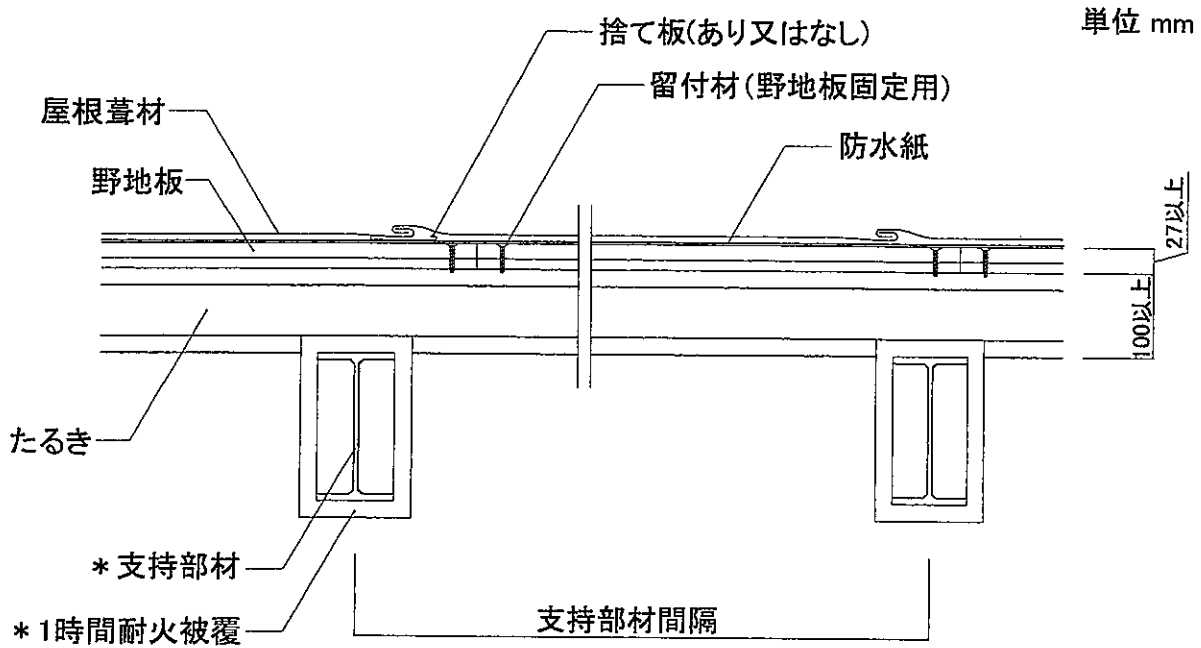 単位 mm
捨て板(あり又はなし)
留付材(野地板固定用)
屋根葺材
防水紙
野地板
27以上
100以上
たるき
*支持部材
*1時間耐火被覆
支持部材間隔